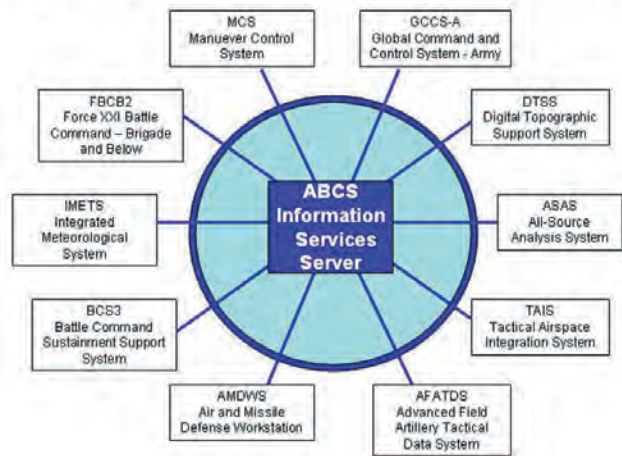 MCS
Manuever Control
System
GCCS-A
Global Command and
Control System - Army
FBCB2
Force XXI Battle
Command – Brigade
and Below
DTSS
Digital Topographic
Support System
ABCS
Information
Services
Server
IMETS
Integrated
Meteorological
System
ASAS
All-Source
Analysis System
BCS3
Battle Command
Sustainment Support
System
TAIS
Tactical Airspace
Integration System
AMDWS
Air and Missile
Defense Workstation
AFATDS
Advanced Field
Artillery Tactical
Data System